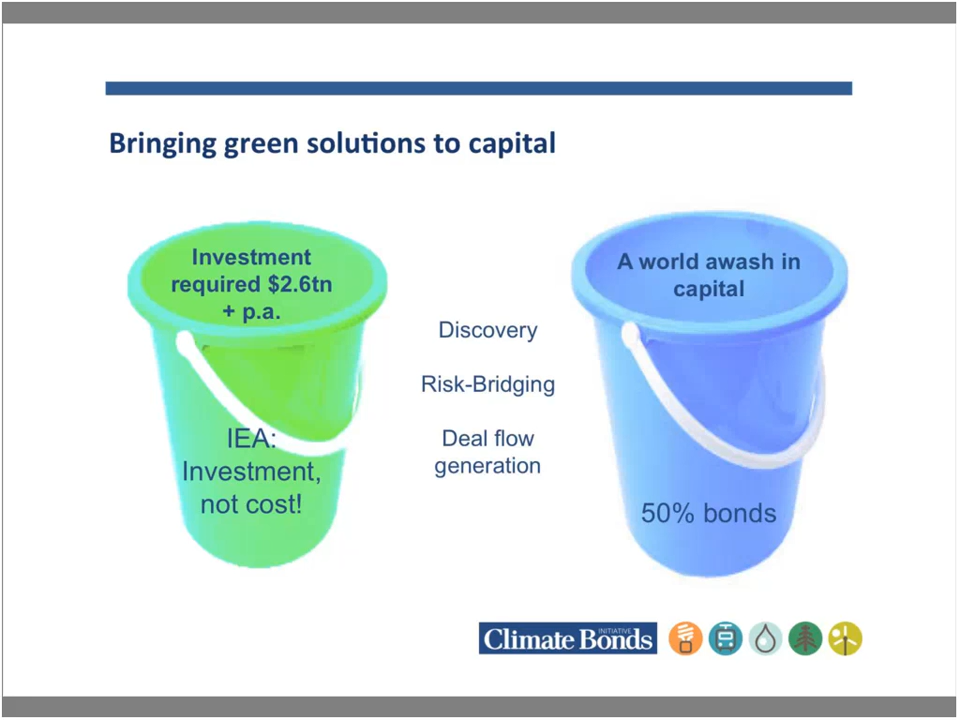 Bringing green solutions to capital
Investment
required $2.6tn
+ p.a.
IEA:
Investment,
not cost!
Discovery
Risk-Bridging
Deal flow
generation
A world awash in
capital
50% bonds
Climate Bonds
INITIATIVE